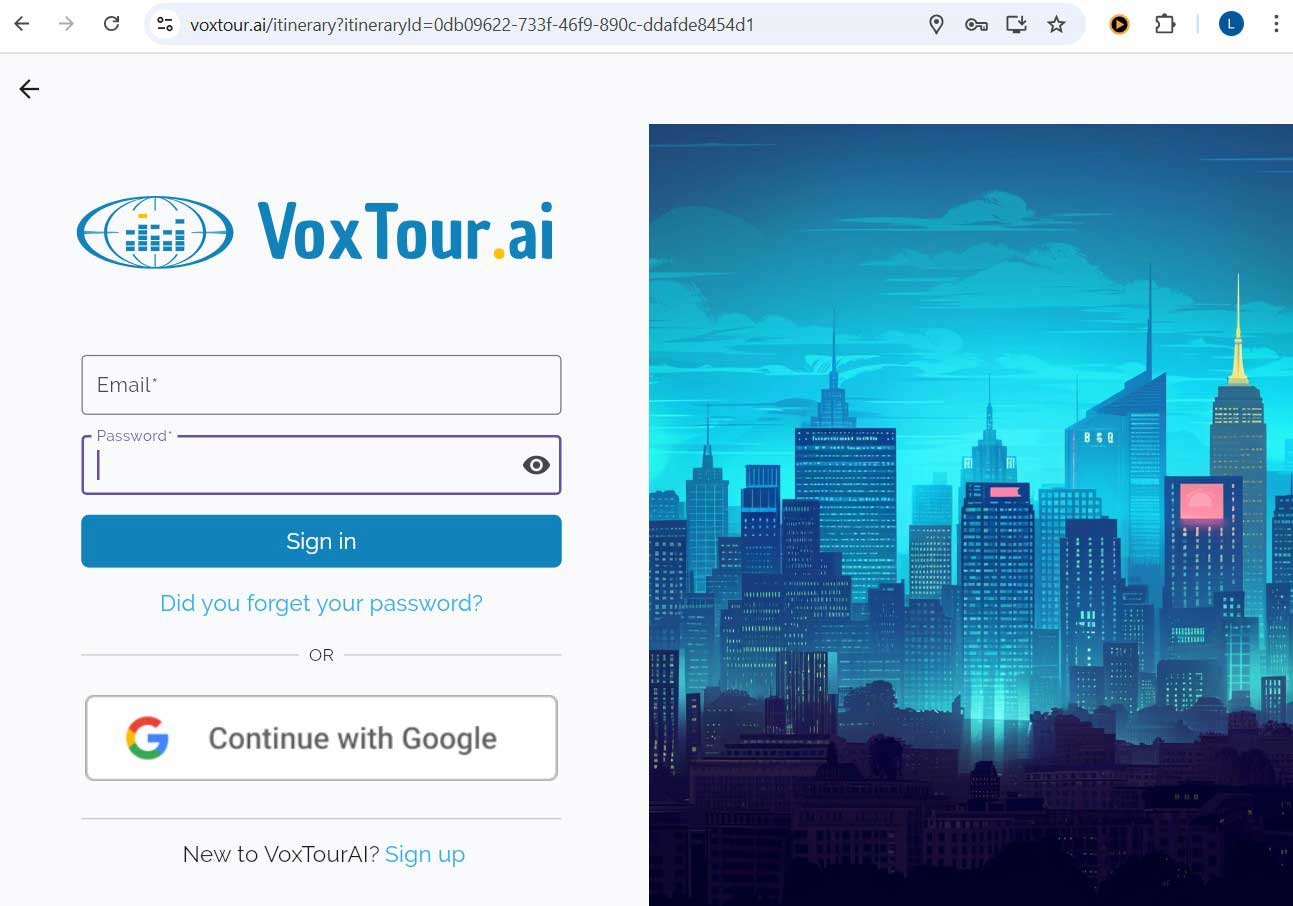 voxtour.ai/itinerary?itineraryId=0db09622-733f-46f9-890c-ddafde8454d1
L
VoxTour.ai
Email*
Password*
Sign in
Did you forget your password?
OR
Continue with Google
New to VoxTourAI? Sign up